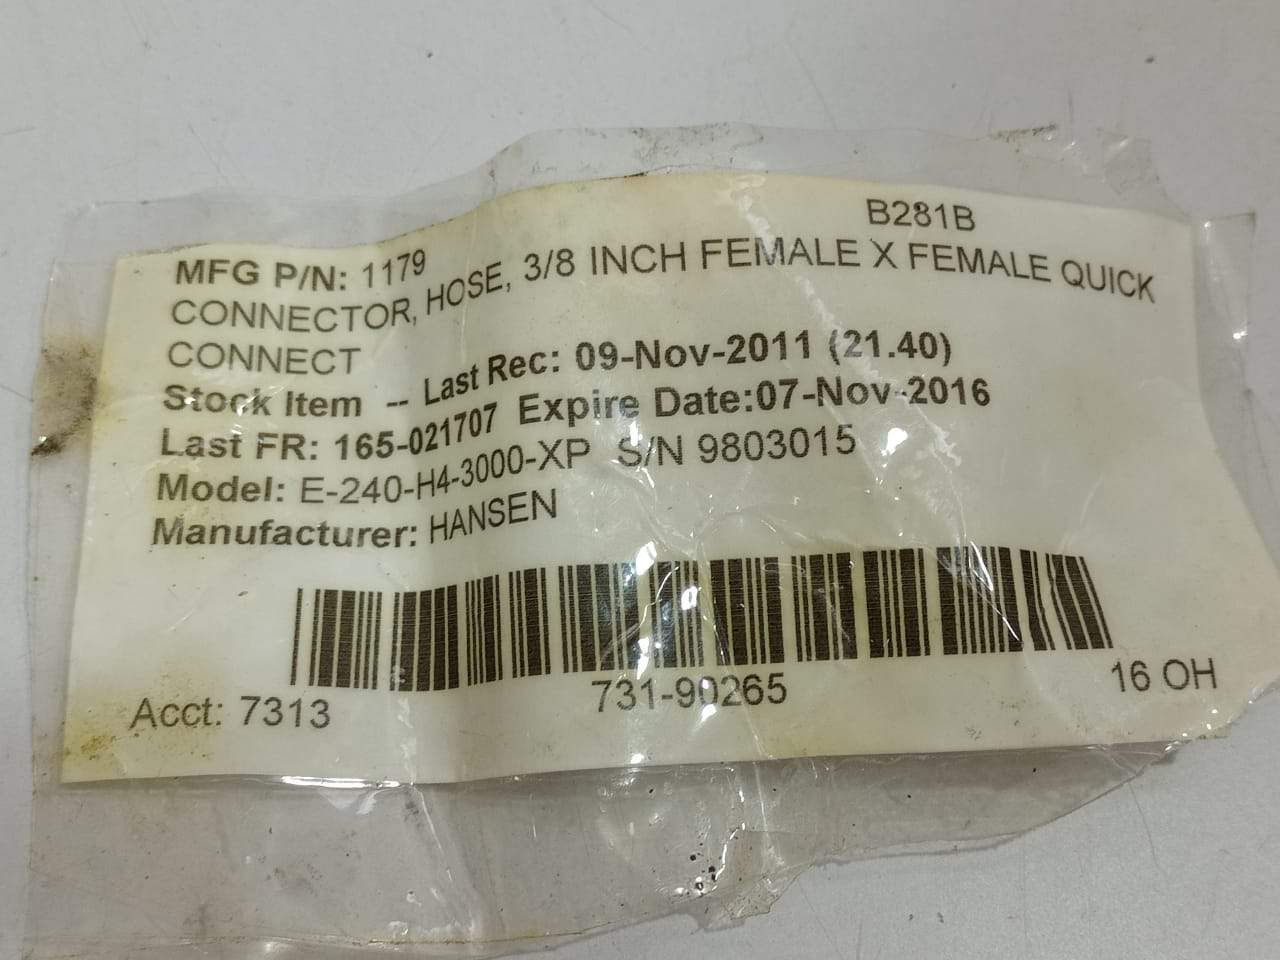 B281B
MFG P/N: 1179
CONNECTOR, HOSE, 3/8 INCH FEMALE X FEMALE QUICK
CONNECT
Stock Item -- Last Rec: 09-Nov-2011 (21.40)
Last FR: 165-021707 Expire Date:07-Nov-2016
Model: E-240-H4-3000-XP S/N 9803015
Manufacturer: HANSEN
Acct: 7313 731-90265 16 OH